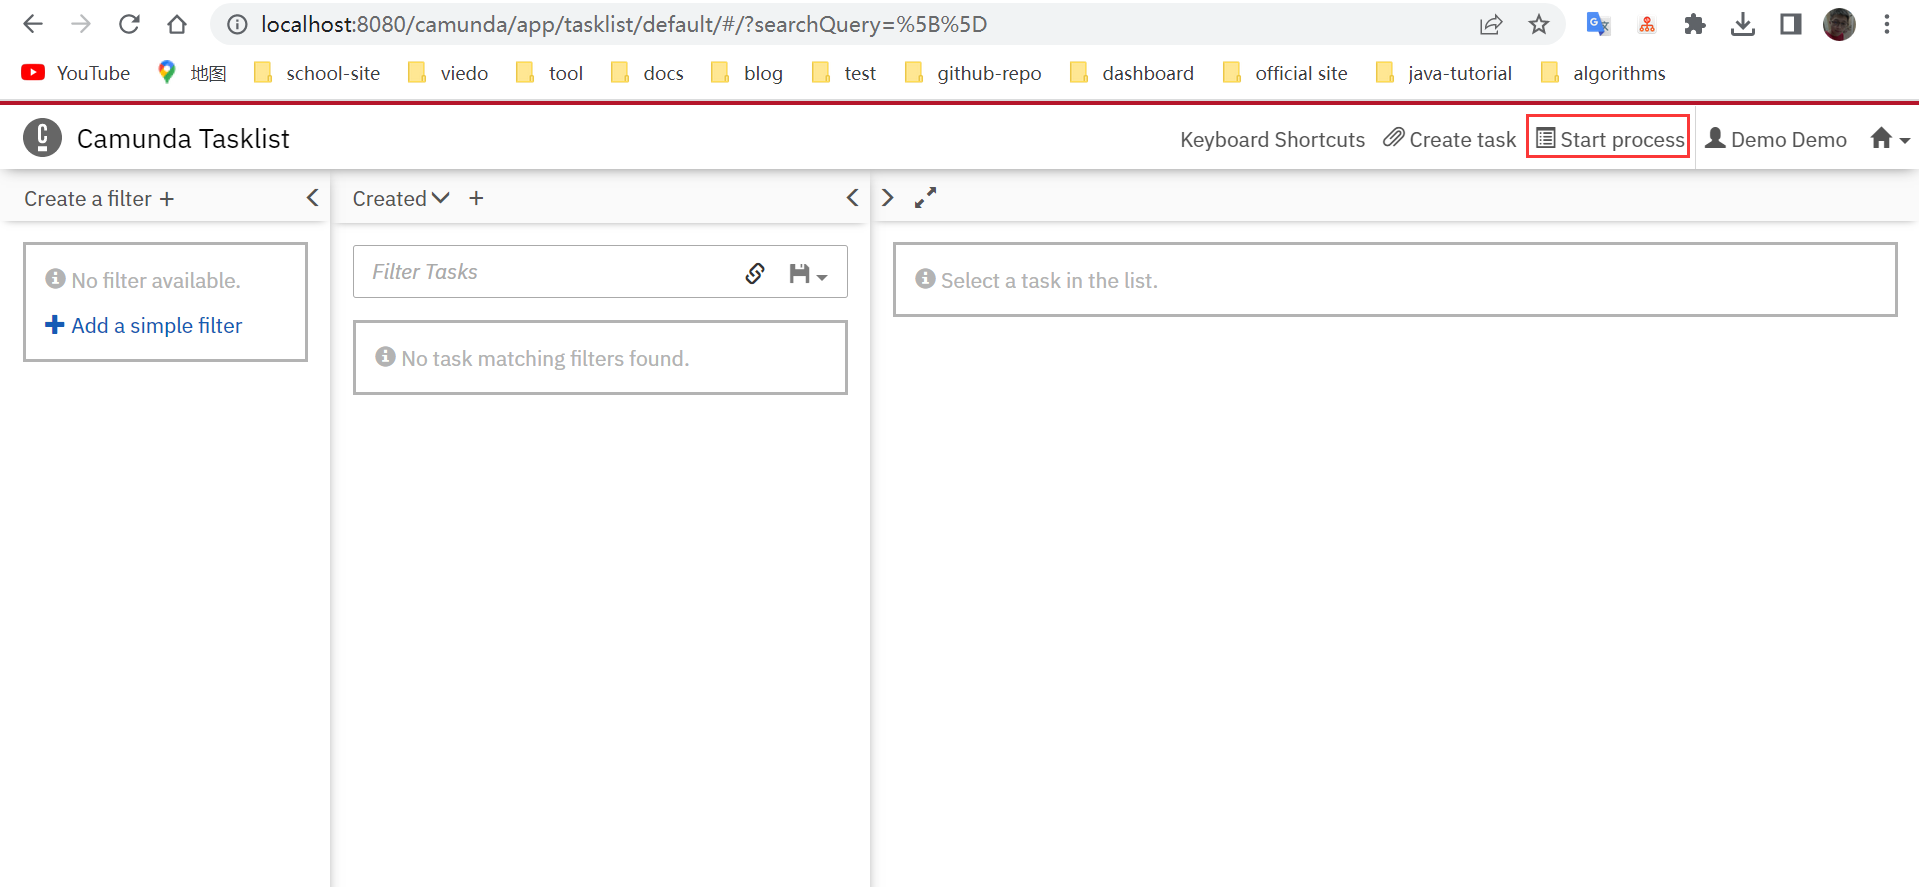 localhost:8080/camunda/app/tasklist/default/#/?searchQuery=%5B%5D
YouTube 地图 school-site viedo tool docs blog test github-repo dashboard official site java-tutorial algorithms
Camunda Tasklist Keyboard Shortcuts Create task Start process Demo Demo
Create a filter + Created +
Filter Tasks
No filter available.
Select a task in the list.
Add a simple filter
No task matching filters found.